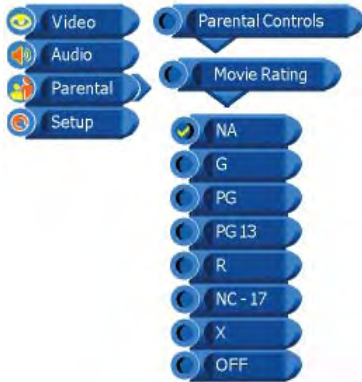 Video
Audio
Parental
Setup
Parental Controls
Movie Rating
NA
G
PG
PG 13
R
NC - 17
X
OFF